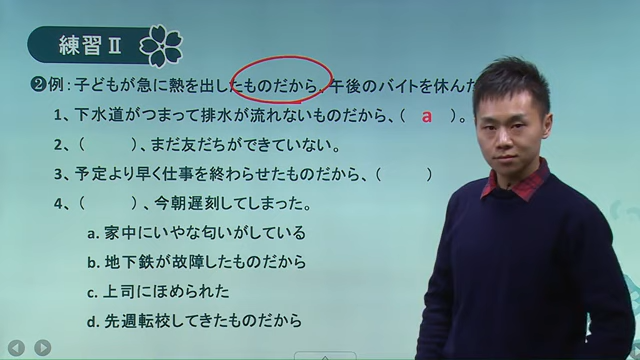 練習Ⅱ
❷例：子どもが急に熱を出したものだから、午後のバイトを休んだ
1、下水道がつまって排水が流れないものだから、（ a ）。
2、（ ）、まだ友だちができていない。
3、予定より早く仕事を終わらせたものだから、（ ）
4、（ ）、今朝遅刻してしまった。
a. 家中にいやな匂いがしている
b. 地下鉄が故障したものだから
c. 上司にほめられた
d. 先週転校してきたものだから